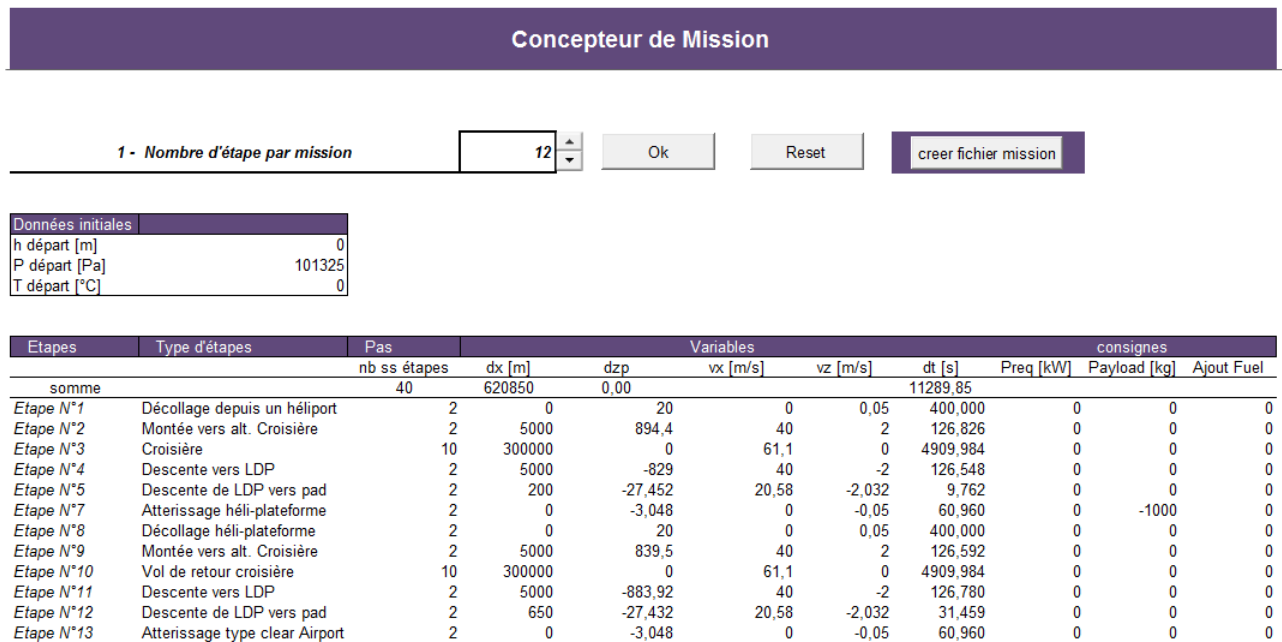 Concepteur de Mission
1 - Nombre d'étape par mission 12 Ok Reset creer fichier mission
Données initiales
h départ [m] 0
P départ [Pa] 101325
T départ [°C] 0
Etapes Type d'étapes Pas Variables consignes
nb ss étapes dx [m] dzp vx [m/s] vz [m/s] dt [s] Preq [kW] Payload [kg] Ajout Fuel
somme 40 620850 0,00 11289,85
Etape N°1 Décollage depuis un héliport 2 0 20 0 0,05 400,000 0 0 0
Etape N°2 Montée vers alt. Croisière 2 5000 894,4 40 2 126,826 0 0 0
Etape N°3 Croisière 10 300000 0 61,1 0 4909,984 0 0 0
Etape N°4 Descente vers LDP 2 5000 -829 40 -2 126,548 0 0 0
Etape N°5 Descente de LDP vers pad 2 200 -27,452 20,58 -2,032 9,762 0 0 0
Etape N°7 Atterissage héli-plateforme 2 0 -3,048 0 -0,05 60,960 0 -1000 0
Etape N°8 Décollage héli-plateforme 2 0 20 0 0,05 400,000 0 0 0
Etape N°9 Montée vers alt. Croisière 2 5000 839,5 40 2 126,592 0 0 0
Etape N°10 Vol de retour croisière 10 300000 0 61,1 0 4909,984 0 0 0
Etape N°11 Descente vers LDP 2 5000 -883,92 40 -2 126,780 0 0 0
Etape N°12 Descente de LDP vers pad 2 650 -27,432 20,58 -2,032 31,459 0 0 0
Etape N°13 Atterissage type clear Airport 2 0 -3,048 0 -0,05 60,960 0 0 0